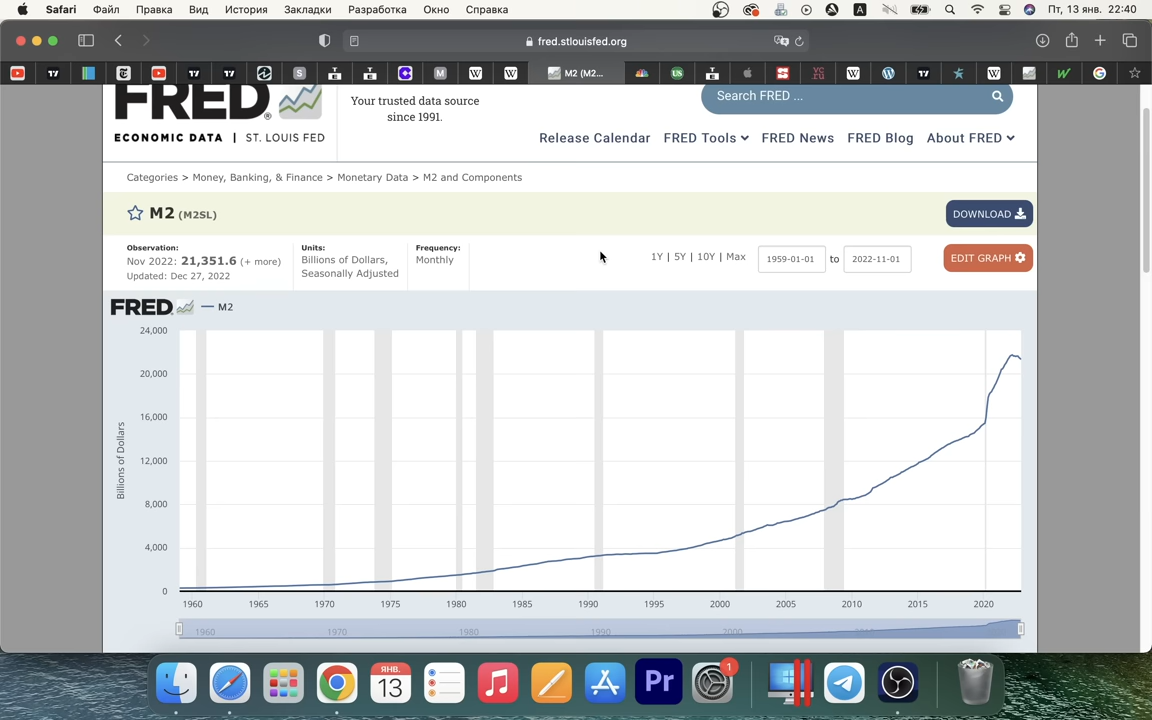 Safari Файл Правка Вид История Закладки Разработка Окно Справка A Пт, 13 янв. 22:40
fred.stlouisfed.org
M2 (M2...
FRED
ECONOMIC DATA | ST. LOUIS FED
Your trusted data source
since 1991.
Search FRED ...
Release Calendar FRED Tools FRED News FRED Blog About FRED
Categories > Money, Banking, & Finance > Monetary Data > M2 and Components
M2 (M2SL)
DOWNLOAD
Observation:
Nov 2022: 21,351.6 (+ more)
Updated: Dec 27, 2022
Units:
Billions of Dollars,
Seasonally Adjusted
Frequency:
Monthly
1Y | 5Y | 10Y | Max 1959-01-01 to 2022-11-01
EDIT GRAPH
FRED M2
24,000
20,000
16,000
12,000
8,000
4,000
0
Billions of Dollars
1960 1965 1970 1975 1980 1985 1990 1995 2000 2005 2010 2015 2020
1960 1970 1980 1990 2000
ЯНВ.
13
Pr
1